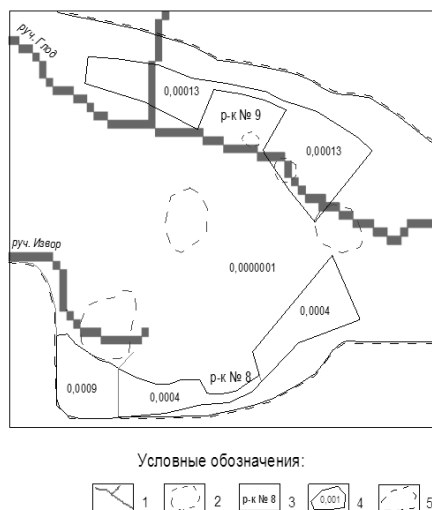 руч. Глод
0,00013
р-к № 9
0,00013
руч. Извор
0,0000001
0,0004
р-к № 8
0,0009
0,0004
Условные обозначения:
1 2 р-к № 8 3 0,001 4 5